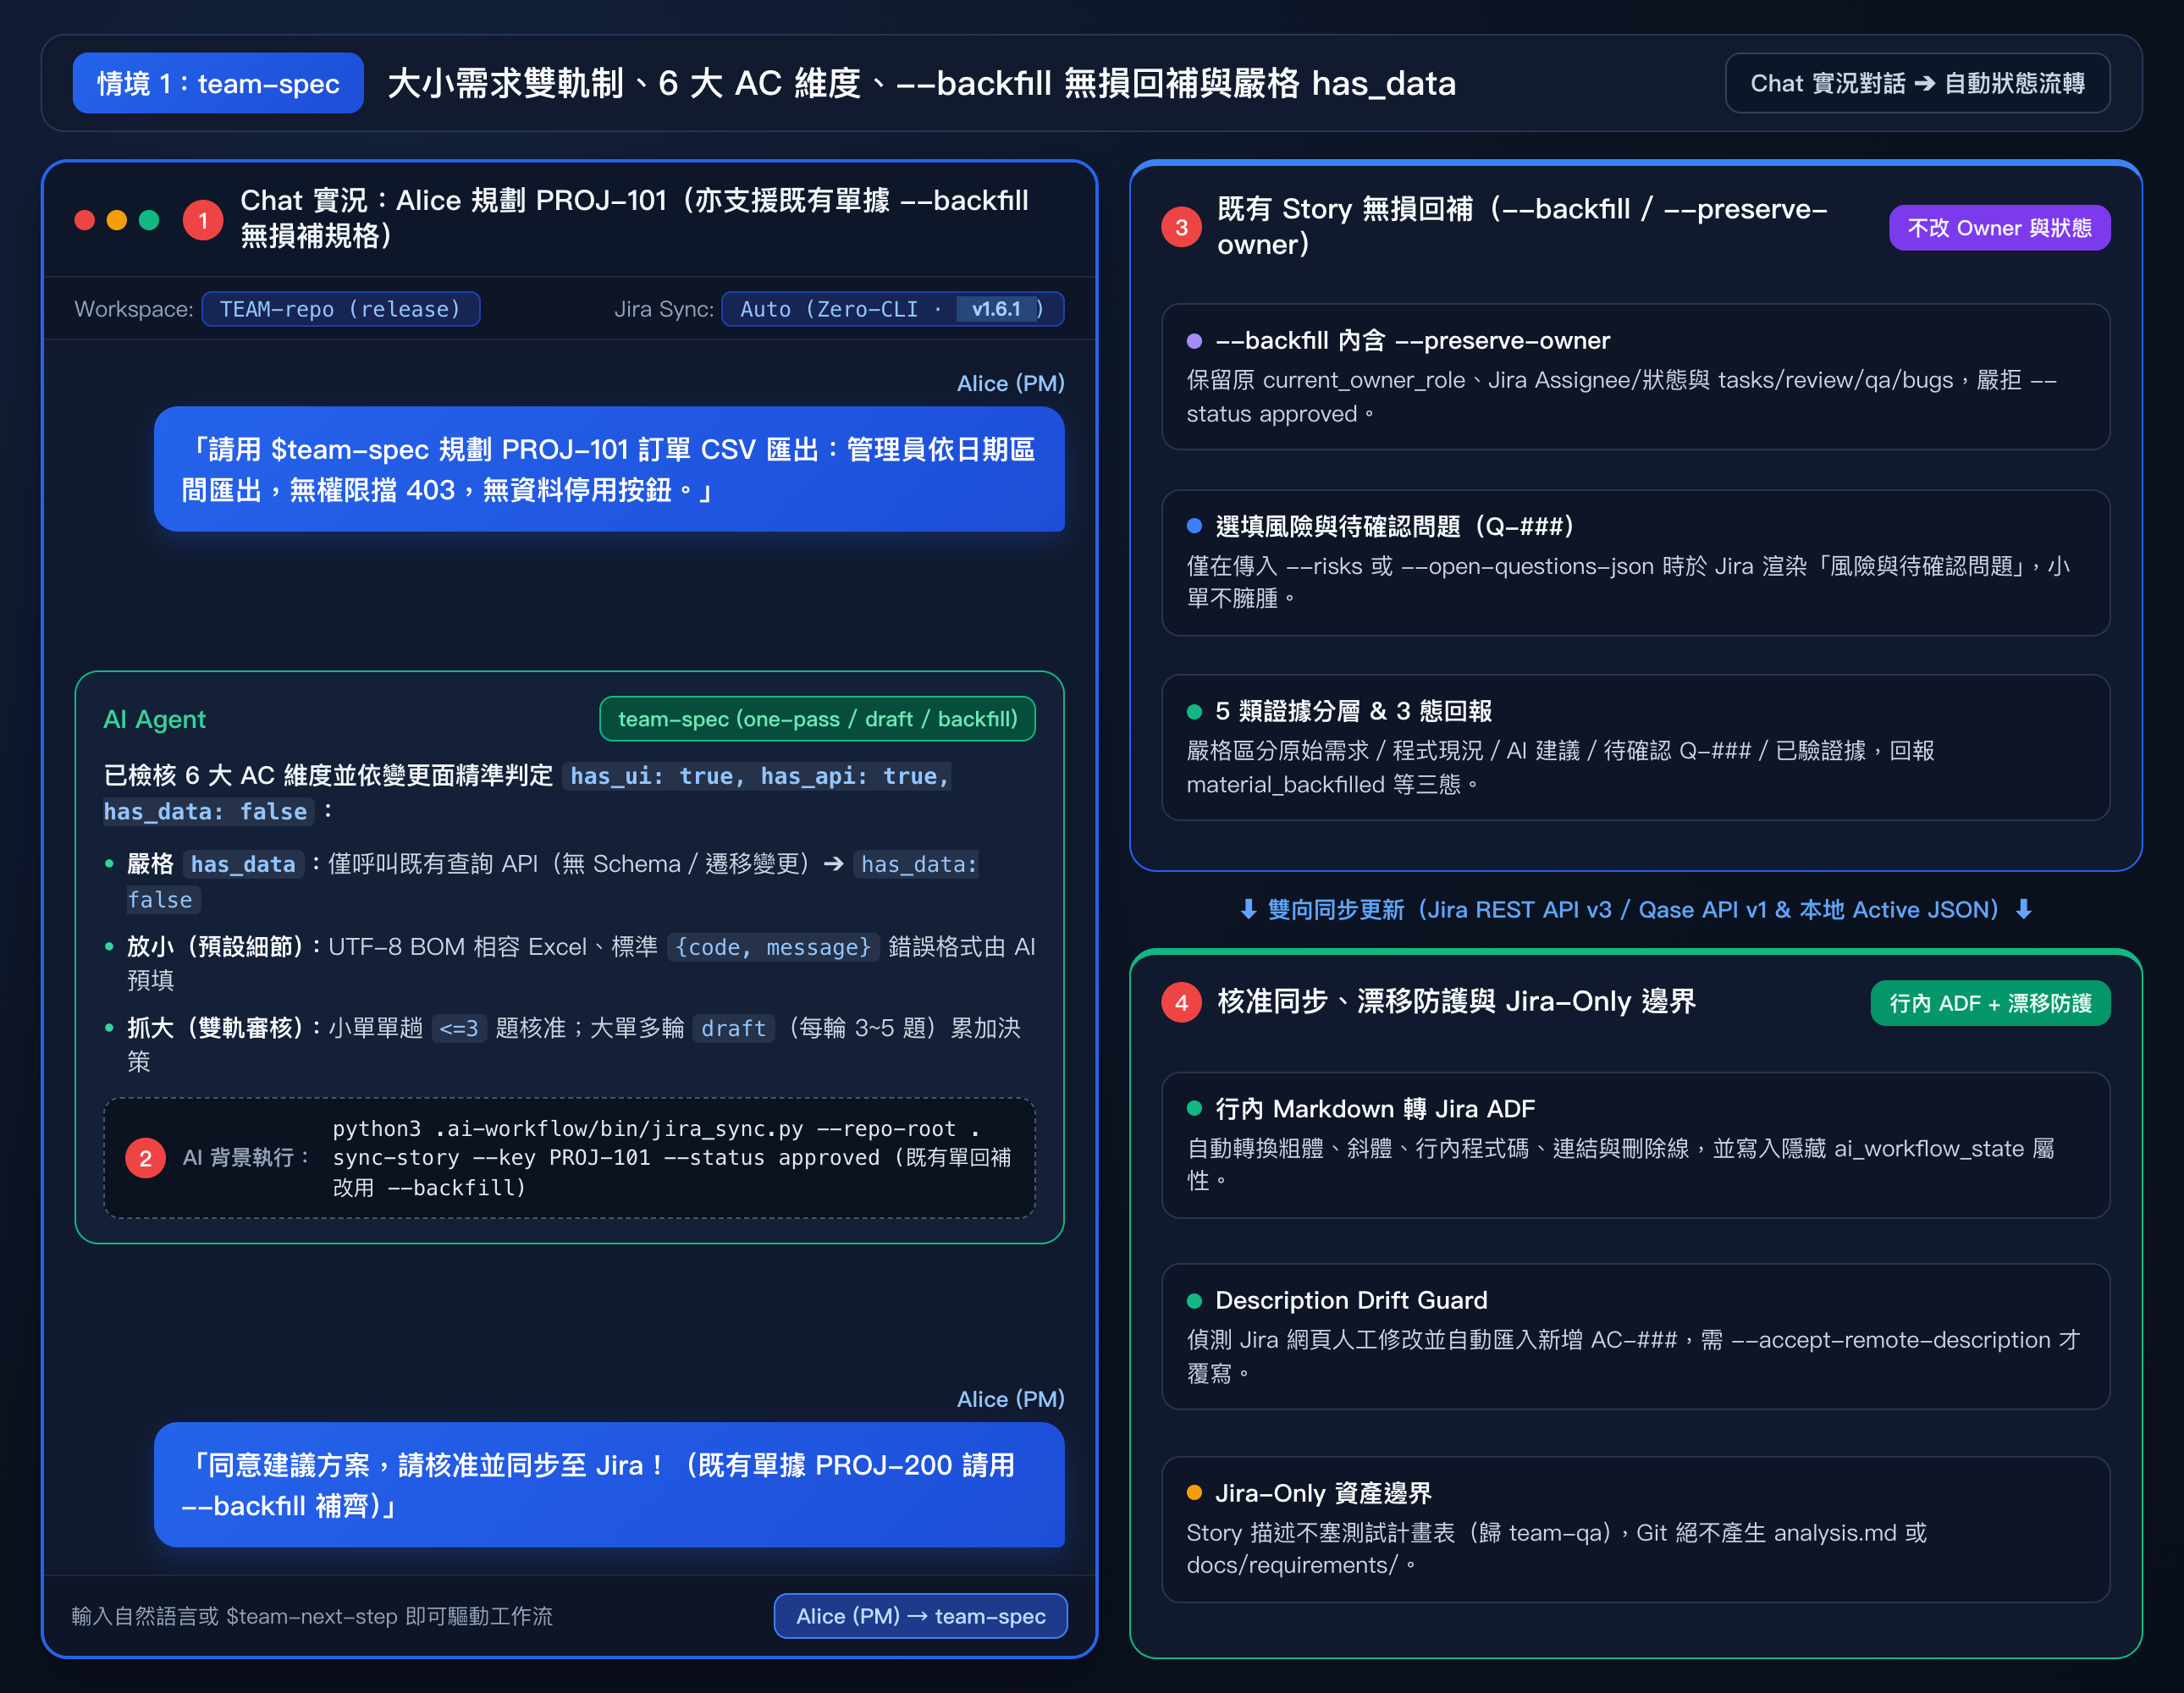 情境 1：team-spec
大小需求雙軌制、6 大 AC 維度、--backfill 無損回補與嚴格 has_data
Chat 實況對話 ➔ 自動狀態流轉
1
Chat 實況：Alice 規劃 PROJ-101（亦支援既有單據 --backfill
無損補規格）
Workspace: TEAM-repo (release)
Jira Sync: Auto (Zero-CLI · v1.6.1 )
Alice (PM)
「請用 $team-spec 規劃 PROJ-101 訂單 CSV 匯出：管理員依日期區
間匯出，無權限擋 403，無資料停用按鈕。」
AI Agent
team-spec (one-pass / draft / backfill)
已檢核 6 大 AC 維度並依變更面精準判定 has_ui: true, has_api: true,
has_data: false ：
• 嚴格 has_data ：僅呼叫既有查詢 API（無 Schema / 遷移變更）➔ has_data:
false
• 放小（預設細節）：UTF-8 BOM 相容 Excel、標準 {code, message} 錯誤格式由 AI
預填
• 抓大（雙軌審核）：小單單趟 <=3 題核准；大單多輪 draft （每輪 3~5 題）累加決
策
2
AI 背景執行：
python3 .ai-workflow/bin/jira_sync.py --repo-root .
sync-story --key PROJ-101 --status approved (既有單回補
改用 --backfill)
Alice (PM)
「同意建議方案，請核准並同步至 Jira！（既有單據 PROJ-200 請用
--backfill 補齊）」
輸入自然語言或 $team-next-step 即可驅動工作流
Alice (PM) → team-spec
3
既有 Story 無損回補（--backfill / --preserve-
owner）
不改 Owner 與狀態
--backfill 內含 --preserve-owner
保留原 current_owner_role、Jira Assignee/狀態與 tasks/review/qa/bugs，嚴拒 --
status approved。
選填風險與待確認問題（Q-###）
僅在傳入 --risks 或 --open-questions-json 時於 Jira 渲染「風險與待確認問題」，小
單不臃腫。
5 類證據分層 & 3 態回報
嚴格區分原始需求 / 程式現況 / AI 建議 / 待確認 Q-### / 已驗證據，回報
material_backfilled 等三態。
⬇ 雙向同步更新（Jira REST API v3 / Qase API v1 & 本地 Active JSON）⬇
4
核准同步、漂移防護與 Jira-Only 邊界
行內 ADF + 漂移防護
行內 Markdown 轉 Jira ADF
自動轉換粗體、斜體、行內程式碼、連結與刪除線，並寫入隱藏 ai_workflow_state 屬
性。
Description Drift Guard
偵測 Jira 網頁人工修改並自動匯入新增 AC-###，需 --accept-remote-description 才
覆寫。
Jira-Only 資產邊界
Story 描述不塞測試計畫表（歸 team-qa），Git 絕不產生 analysis.md 或
docs/requirements/。